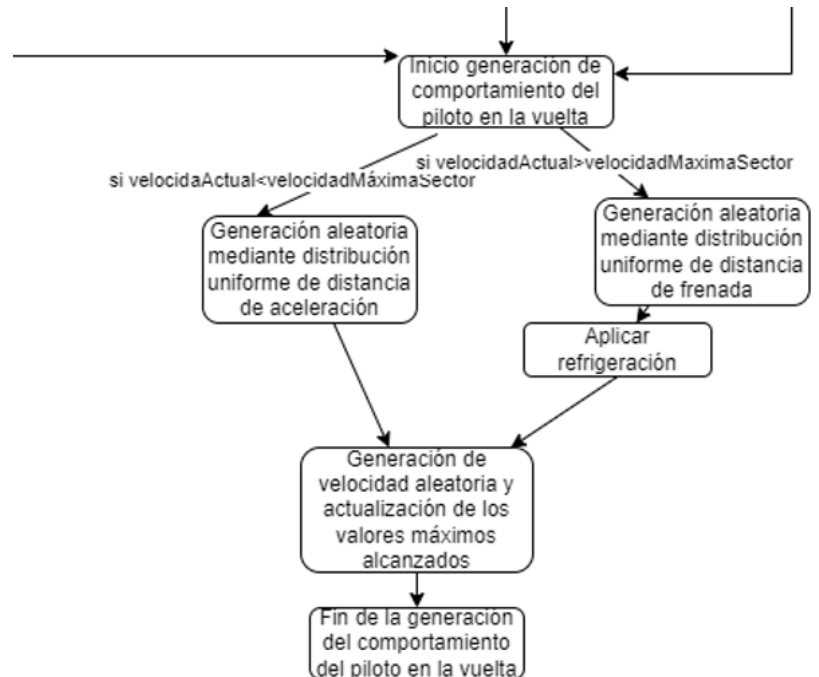 Inicio generación de
comportamiento del
piloto en la vuelta
si velocidadActual>velocidadMaximaSector
si velocidaActual<velocidadMáximaSector
Generación aleatoria
mediante distribución
uniforme de distancia
de aceleración
Generación aleatoria
mediante distribución
uniforme de distancia
de frenada
Aplicar
refrigeración
Generación de
velocidad aleatoria y
actualización de los
valores máximos
alcanzados
Fin de la generación
del comportamiento
del piloto en la vuelta